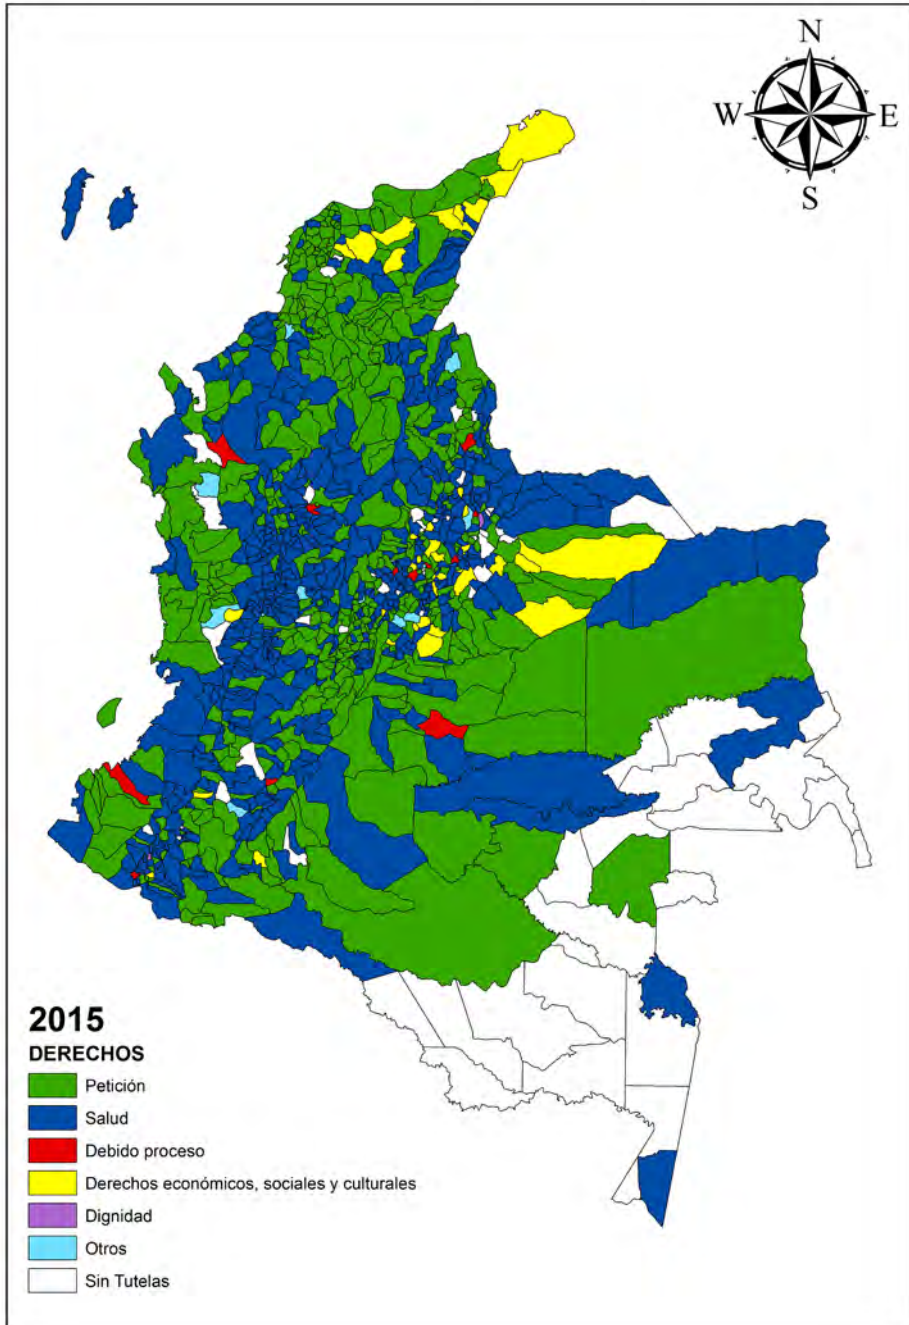 N
W
E
S
2015
DERECHOS
Petición
Salud
Debido proceso
Derechos económicos, sociales y culturales
Dignidad
Otros
Sin Tutelas